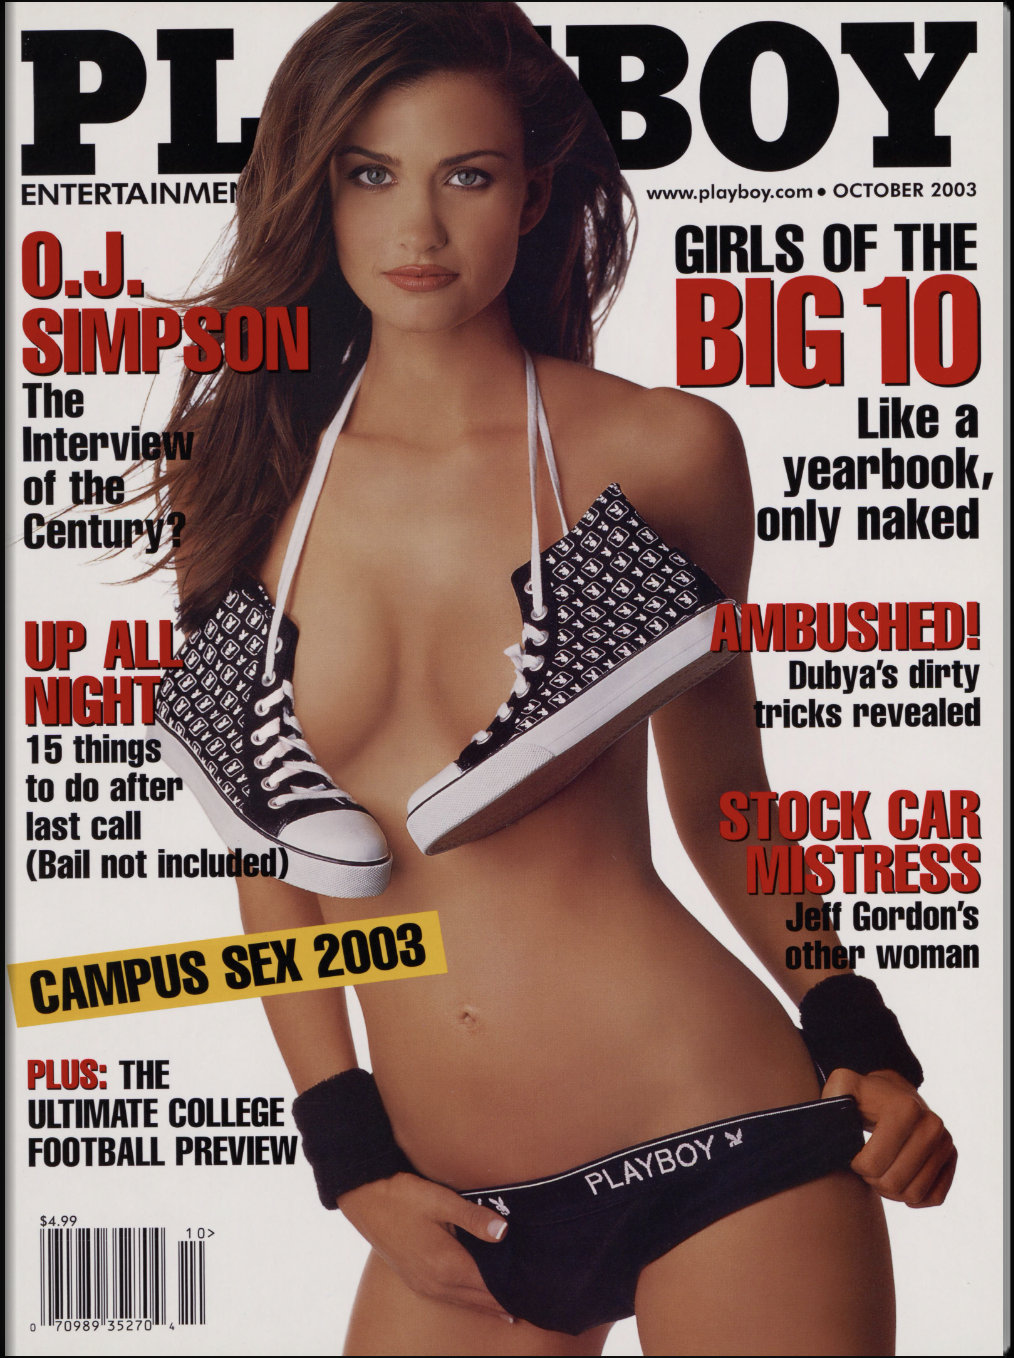 PL BOY
ENTERTAINMEN
www.playboy.com • OCTOBER 2003
O.J.
SIMPSON
The
Interview
of the
Century?
GIRLS OF THE
BIG 10
Like a
yearbook,
only naked
UP ALL
NIGHT
15 things
to do after
last call
(Bail not included)
AMBUSHED!
Dubya's dirty
tricks revealed
STOCK CAR
MISTRESS
Jeff Gordon's
other woman
CAMPUS SEX 2003
PLUS: THE
ULTIMATE COLLEGE
FOOTBALL PREVIEW
PLAYBOY
$4.99
10>
0 70989 35270 4